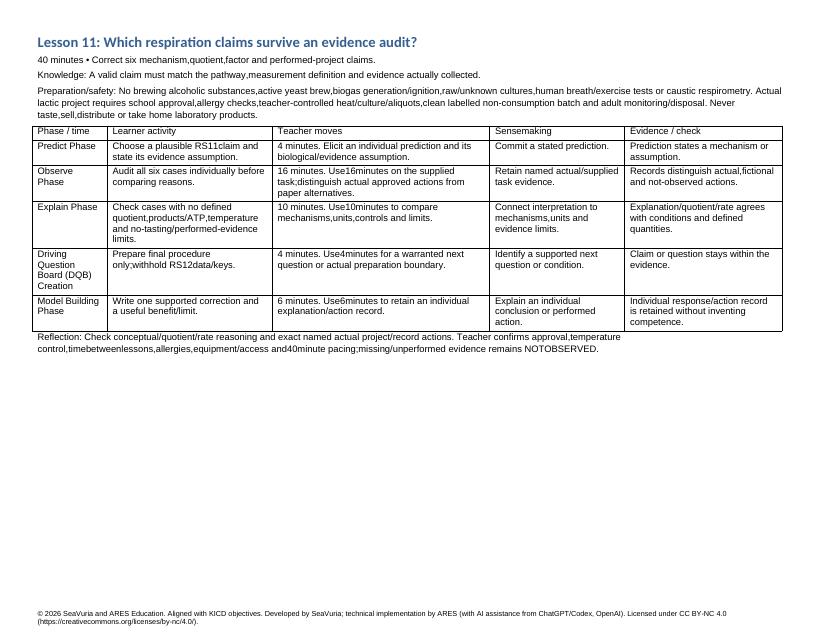 Lesson 11: Which respiration claims survive an evidence audit?
40 minutes • Correct six mechanism,quotient,factor and performed-project claims.
Knowledge: A valid claim must match the pathway,measurement definition and evidence actually collected.
Preparation/safety: No brewing alcoholic substances,active yeast brew,biogas generation/ignition,raw/unknown cultures,human breath/exercise tests or caustic respirometry. Actual
lactic project requires school approval,allergy checks,teacher-controlled heat/culture/aliquots,clean labelled non-consumption batch and adult monitoring/disposal. Never
taste,sell,distribute or take home laboratory products.
Phase / time
Learner activity
Teacher moves
Sensemaking
Evidence / check
Predict Phase
Choose a plausible RS11claim and
state its evidence assumption.
4 minutes. Elicit an individual prediction and its
biological/evidence assumption.
Commit a stated prediction.
Prediction states a mechanism or
assumption.
Observe
Phase
Audit all six cases individually before
comparing reasons.
16 minutes. Use16minutes on the supplied
task;distinguish actual approved actions from
paper alternatives.
Retain named actual/supplied
task evidence.
Records distinguish actual,fictional
and not-observed actions.
Explain Phase
Check cases with no defined
quotient,products/ATP,temperature
and no-tasting/performed-evidence
limits.
10 minutes. Use10minutes to compare
mechanisms,units,controls and limits.
Connect interpretation to
mechanisms,units and
evidence limits.
Explanation/quotient/rate agrees
with conditions and defined
quantities.
Driving
Question
Board (DQB)
Creation
Prepare final procedure
only;withhold RS12data/keys.
4 minutes. Use4minutes for a warranted next
question or actual preparation boundary.
Identify a supported next
question or condition.
Claim or question stays within the
evidence.
Model Building
Phase
Write one supported correction and
a useful benefit/limit.
6 minutes. Use6minutes to retain an individual
explanation/action record.
Explain an individual
conclusion or performed
action.
Individual response/action record
is retained without inventing
competence.
Reflection: Check conceptual/quotient/rate reasoning and exact named actual project/record actions. Teacher confirms approval,temperature
control,timebetweenlessons,allergies,equipment/access and40minute pacing;missing/unperformed evidence remains NOTOBSERVED.
© 2026 SeaVuria and ARES Education. Aligned with KICD objectives. Developed by SeaVuria; technical implementation by ARES (with AI assistance from ChatGPT/Codex, OpenAI). Licensed under CC BY-NC 4.0
(https://creativecommons.org/licenses/by-nc/4.0/).